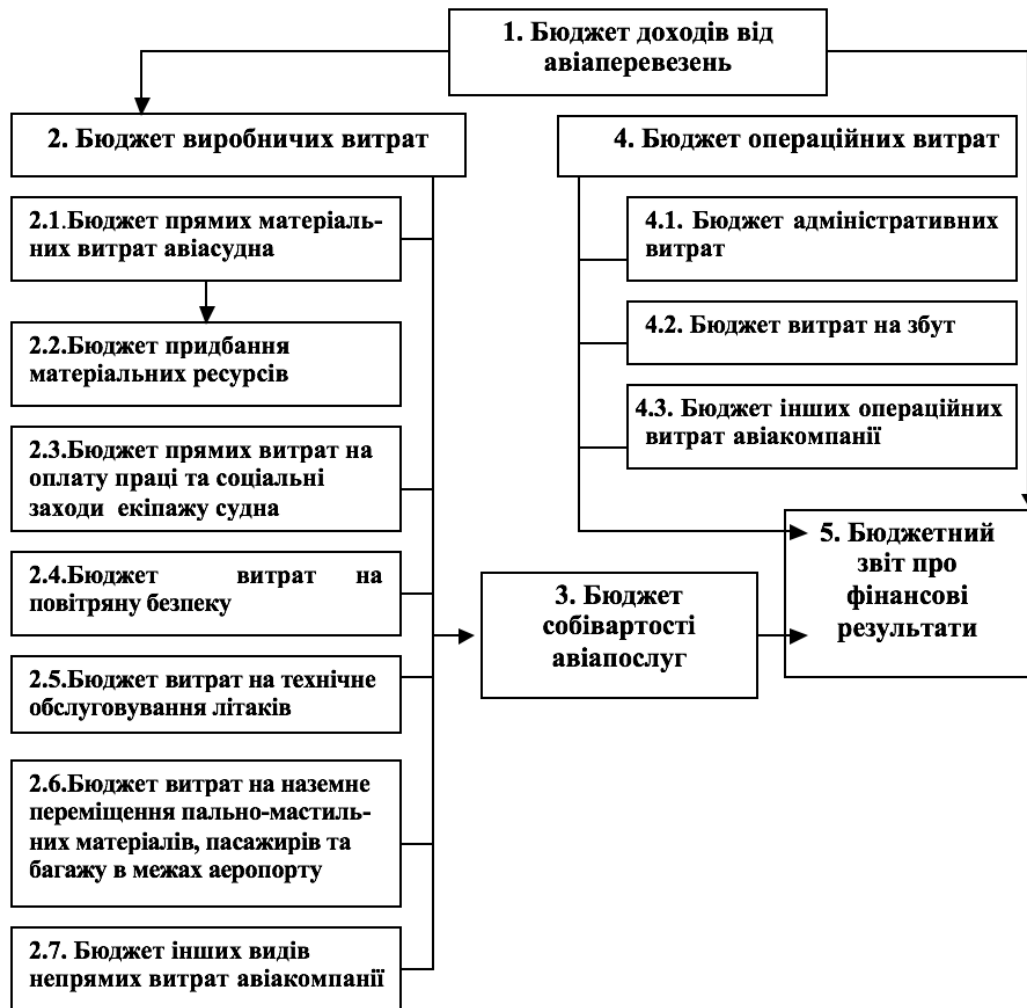 1. Бюджет доходів від
авіаперевезень
2. Бюджет виробничих витрат
2.1.Бюджет прямих матеріаль-
них витрат авіасудна
2.2.Бюджет придбання
матеріальних ресурсів
2.3.Бюджет прямих витрат на
оплату праці та соціальні
заходи екіпажу судна
2.4.Бюджет витрат на
повітряну безпеку
2.5.Бюджет витрат на технічне
обслуговування літаків
2.6.Бюджет витрат на наземне
переміщення пально-мастиль-
них матеріалів, пасажирів та
багажу в межах аеропорту
2.7. Бюджет інших видів
непрямих витрат авіакомпанії
3. Бюджет
собівартості
авіапослуг
4. Бюджет операційних витрат
4.1. Бюджет адміністративних
витрат
4.2. Бюджет витрат на збут
4.3. Бюджет інших операційних
витрат авіакомпанії
5. Бюджетний
звіт про
фінансові
результати